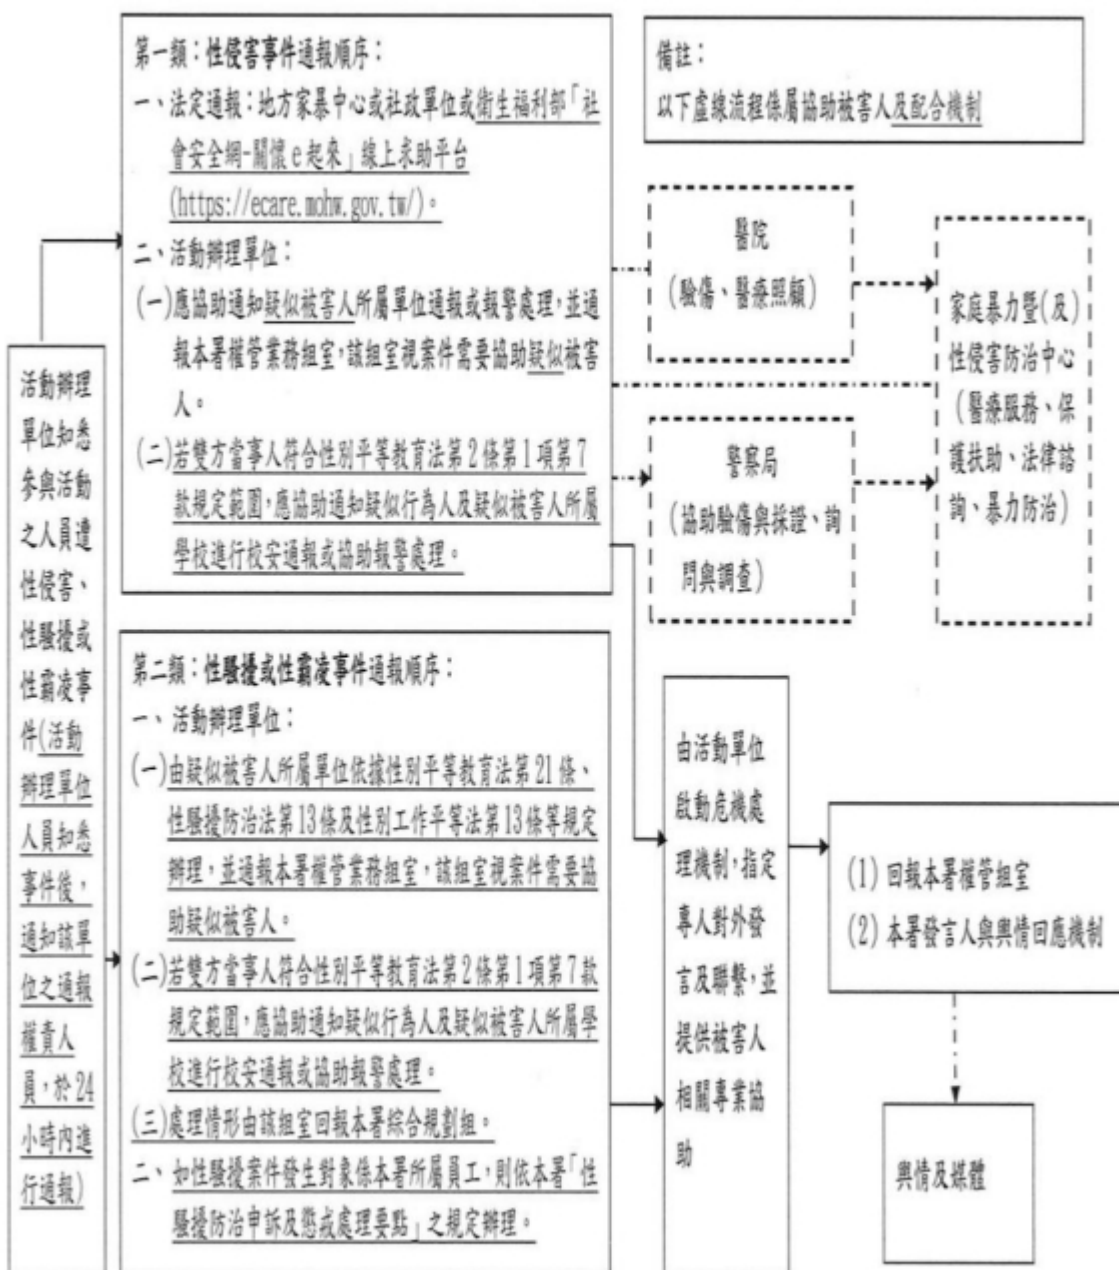 活動辦理
單位知悉
參與活動
之人員遭
性侵害、
性騷擾或
性霸凌事
件(活動
辦理單位
人員知悉
事件後，
通知該單
位之通報
權責人
員，於24
小時內進
行通報)
第一類：性侵害事件通報順序：
一、法定通報：地方家暴中心或社政單位或衛生福利部「社
會安全網-關懷e起來」線上求助平台
(https://ecare.mohw.gov.tw/)。
二、活動辦理單位：
(一)應協助通知疑似被害人所屬單位通報或報警處理，並通
報本署權管業務組室，該組室視案件需要協助疑似被害
人。
(二)若雙方當事人符合性別平等教育法第2條第1項第7
款規定範圍，應協助通知疑似行為人及疑似被害人所屬
學校進行校安通報或協助報警處理。
第二類：性騷擾或性霸凌事件通報順序：
一、活動辦理單位：
(一)由疑似被害人所屬單位依據性別平等教育法第21條、
性騷擾防治法第13條及性別工作平等法第13條等規定
辦理，並通報本署權管業務組室，該組室視案件需要協
助疑似被害人。
(二)若雙方當事人符合性別平等教育法第2條第1項第7款
規定範圍，應協助通知疑似行為人及疑似被害人所屬學
校進行校安通報或協助報警處理。
(三)處理情形由該組室回報本署綜合規劃組。
二、如性騷擾案件發生對象係本署所屬員工，則依本署「性
騷擾防治申訴及懲戒處理要點」之規定辦理。
備註：
以下虛線流程係屬協助被害人及配合機制
醫院
(驗傷、醫療照顧)
警察局
(協助驗傷與採證、詢
問與調查)
家庭暴力暨(及)
性侵害防治中心
(醫療服務、保
護扶助、法律諮
詢、暴力防治)
由活動單位
啟動危機處
理機制，指定
專人對外發
言及聯繫，並
提供被害人
相關專業協
助
(1) 回報本署權管組室
(2) 本署發言人與輿情回應機制
輿情及媒體